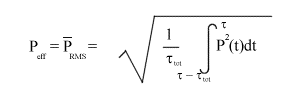 P_eff = P̅_RMS = √( 1/τ_tot ∫_{τ − τ_tot}^{τ} P²(t)dt )